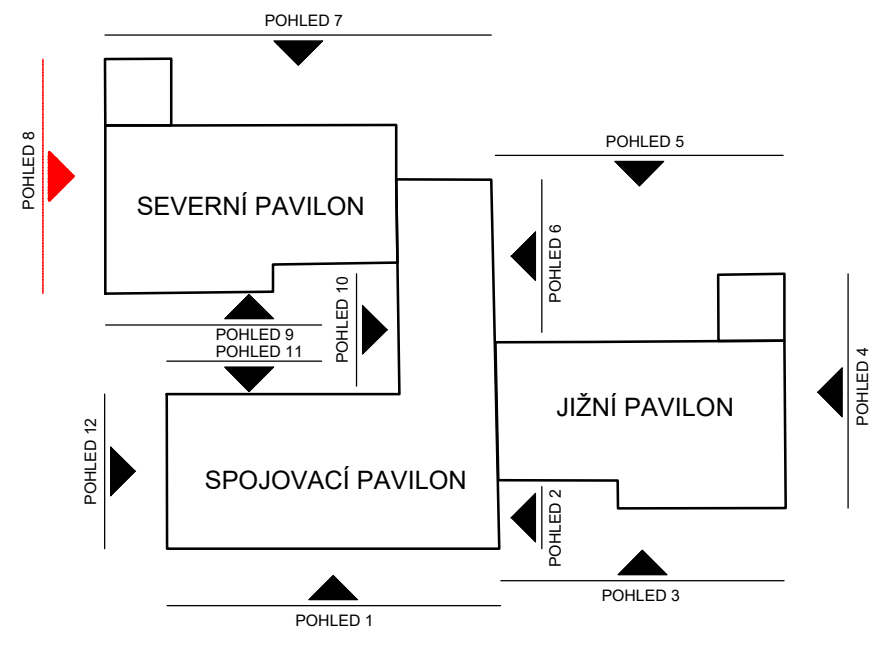 POHLED 7
POHLED 8
POHLED 5
SEVERNÍ PAVILON
POHLED 6
POHLED 10
POHLED 9
POHLED 11
POHLED 4
JIŽNÍ PAVILON
POHLED 12
SPOJOVACÍ PAVILON
POHLED 2
POHLED 3
POHLED 1